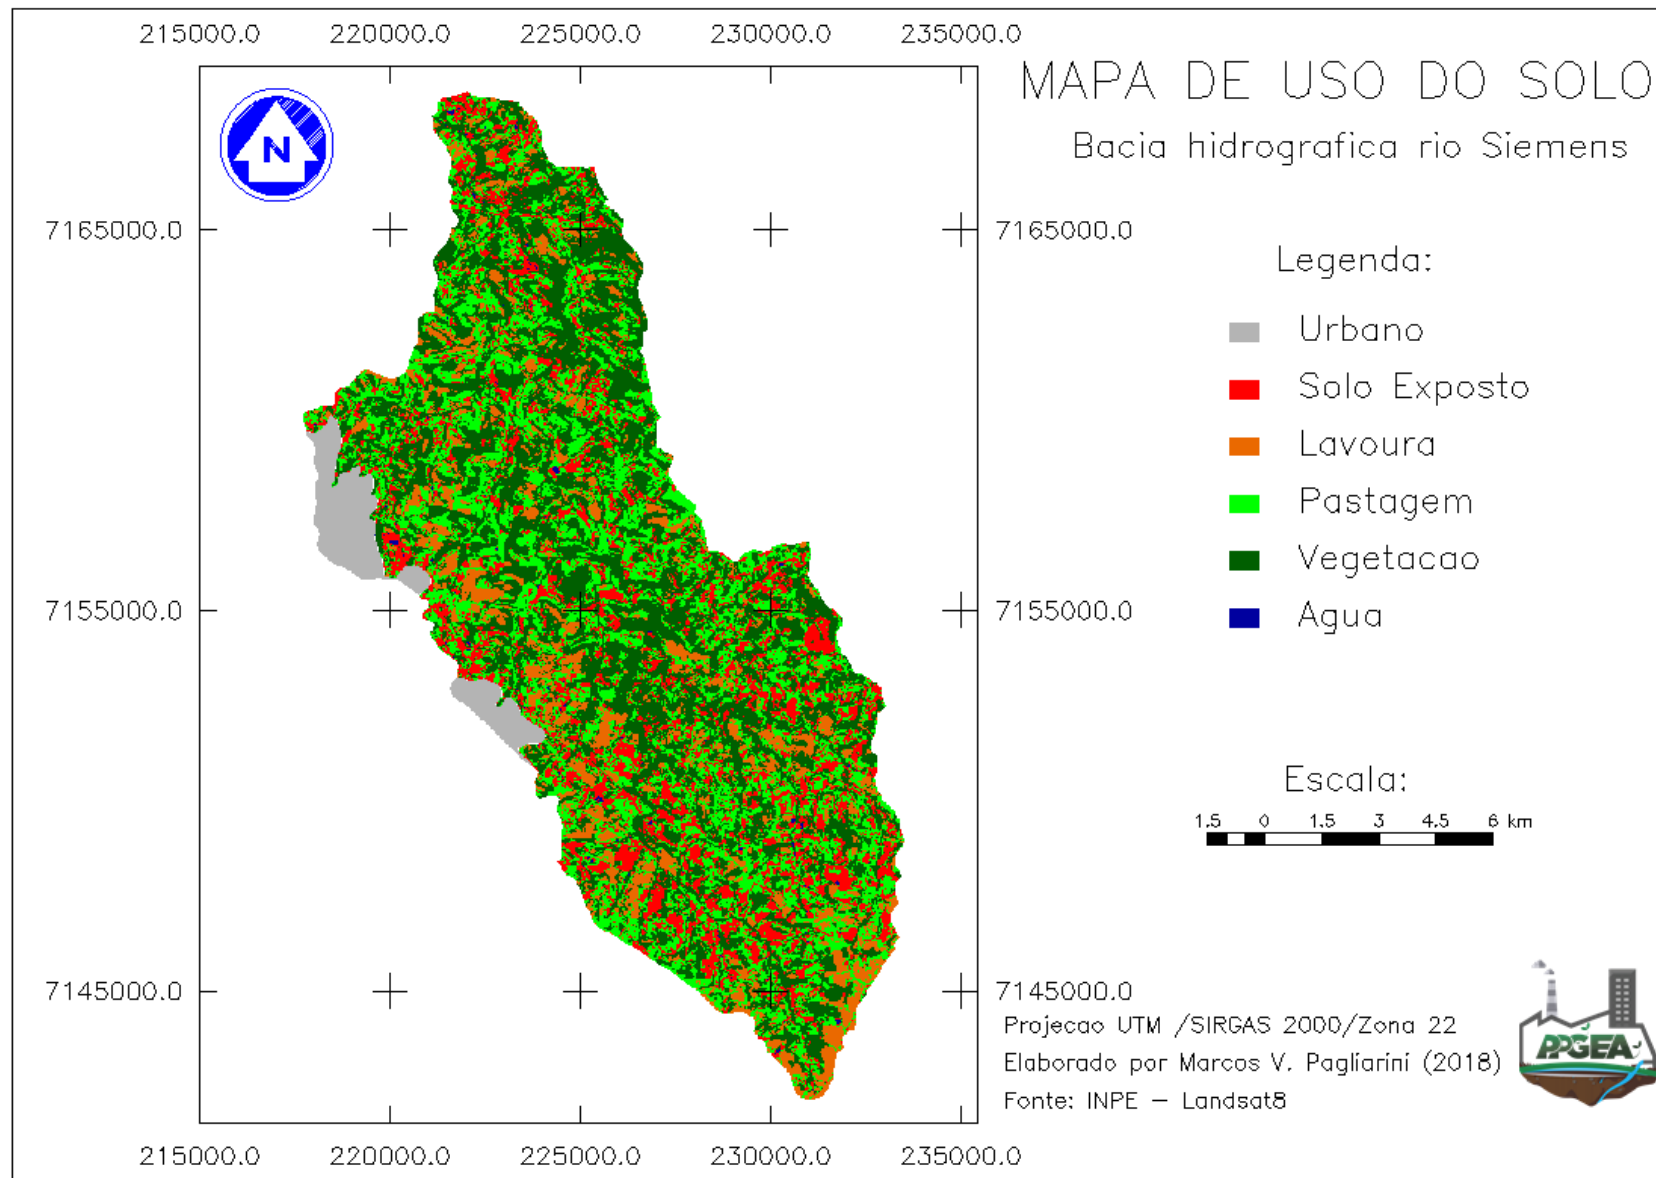 215000.0 220000.0 225000.0 230000.0 235000.0
MAPA DE USO DO SOLO
Bacia hidrografica rio Siemens
N
7165000.0 7165000.0
Legenda:
Urbano
Solo Exposto
Lavoura
Pastagem
Vegetacao
Agua
7155000.0 7155000.0
Escala:
1.5 0 1.5 3 4.5 6 km
7145000.0 7145000.0
Projecao UTM /SIRGAS 2000/Zona 22
Elaborado por Marcos V. Pagliarini (2018)
Fonte: INPE – Landsat8
PPGEA
215000.0 220000.0 225000.0 230000.0 235000.0